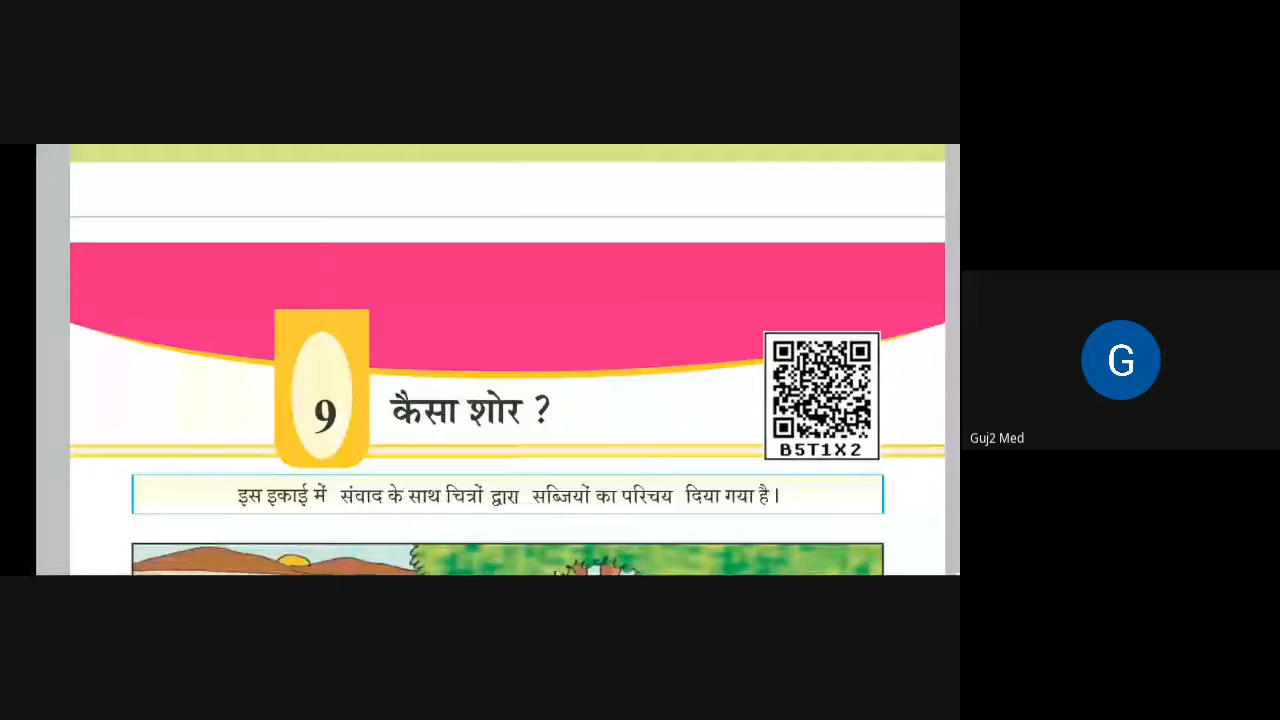 9 कैसा शोर ?
B5T1X2
इस इकाई में संवाद के साथ चित्रों द्वारा सब्जियों का परिचय दिया गया है ।
G
Guj2 Med